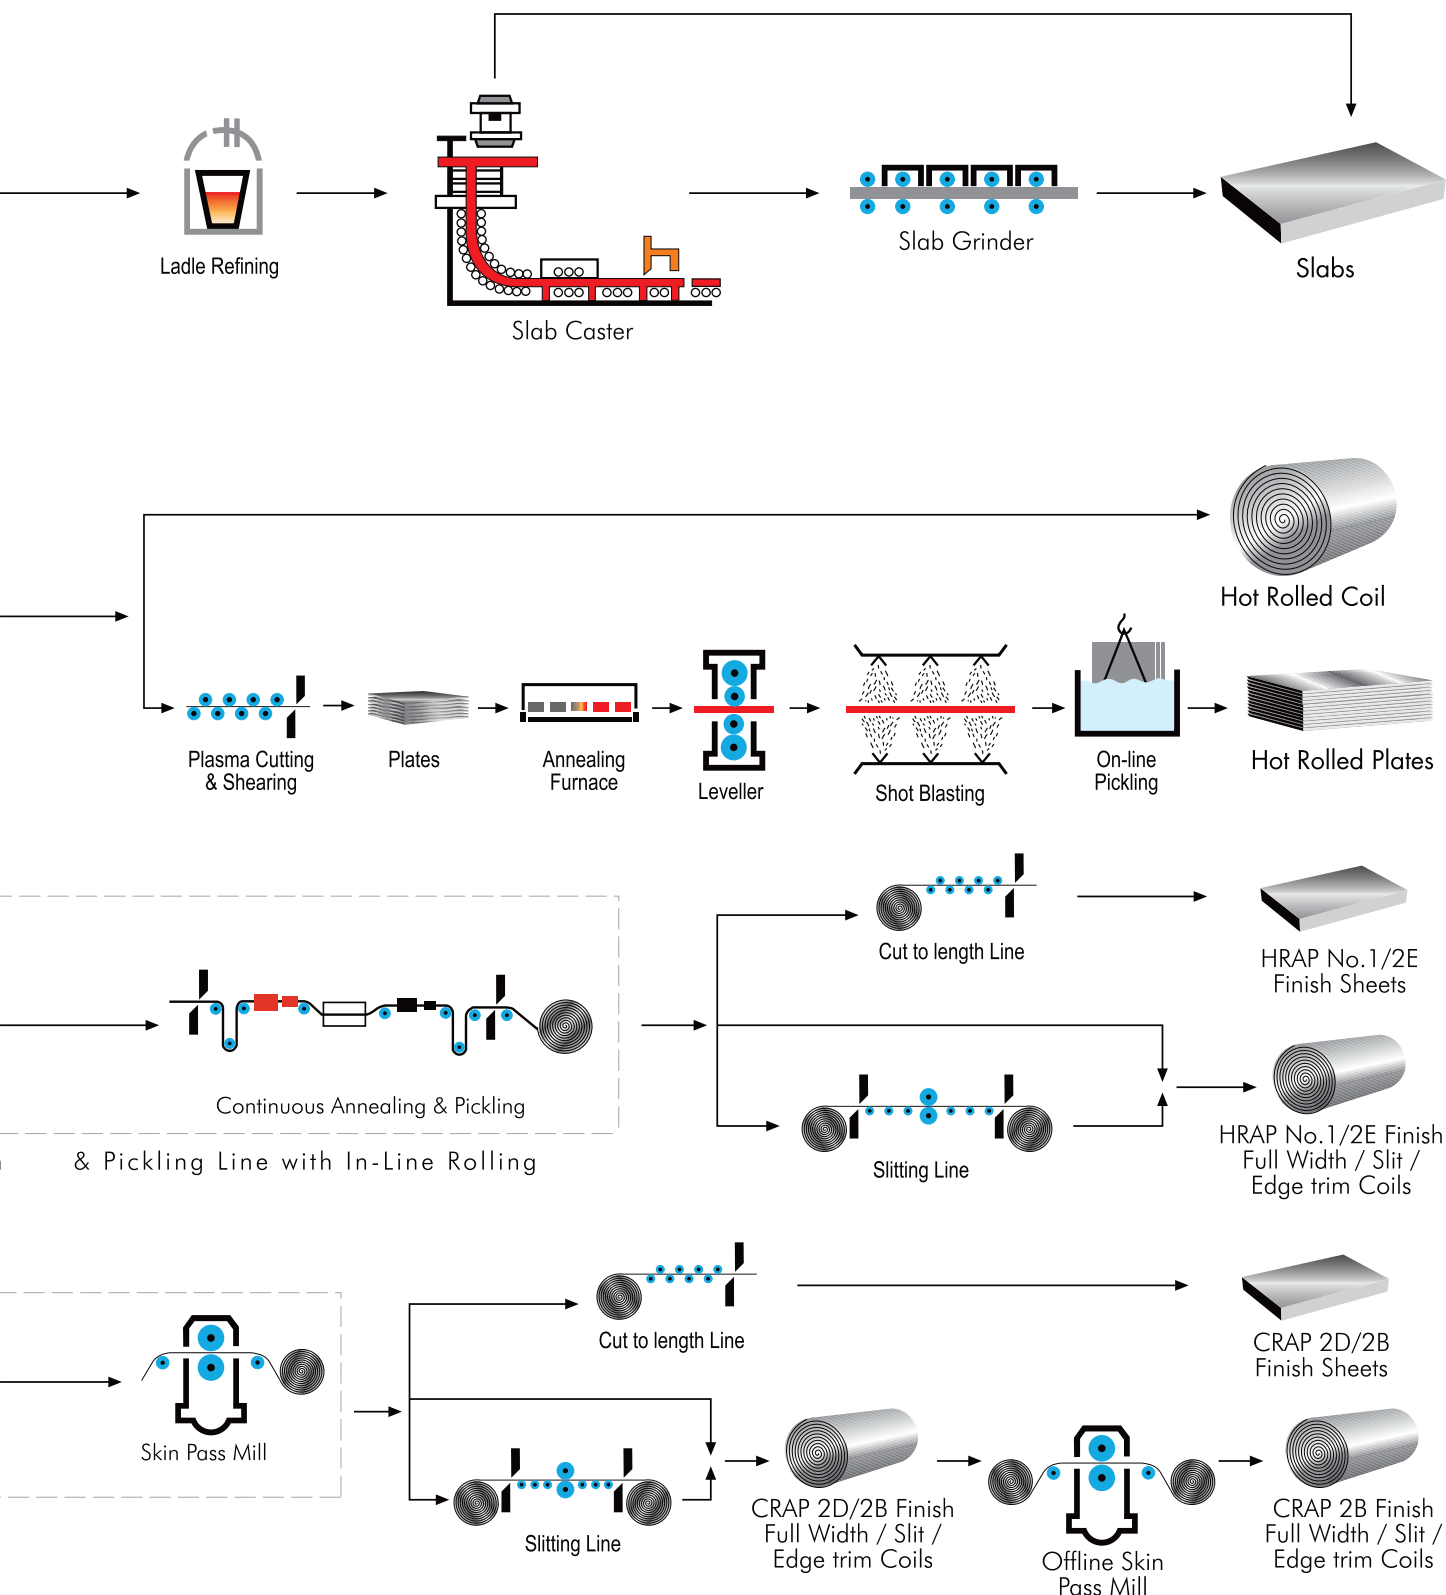 Ladle Refining
Slab Caster
Slab Grinder
Slabs
Hot Rolled Coil
Plasma Cutting
& Shearing
Plates
Annealing
Furnace
Leveller
Shot Blasting
On-line
Pickling
Hot Rolled Plates
Cut to length Line
HRAP No.1/2E
Finish Sheets
Continuous Annealing & Pickling
& Pickling Line with In-Line Rolling
Slitting Line
HRAP No.1/2E Finish
Full Width / Slit /
Edge trim Coils
Cut to length Line
CRAP 2D/2B
Finish Sheets
Skin Pass Mill
Slitting Line
CRAP 2D/2B Finish
Full Width / Slit /
Edge trim Coils
Offline Skin
Pass Mill
CRAP 2B Finish
Full Width / Slit /
Edge trim Coils